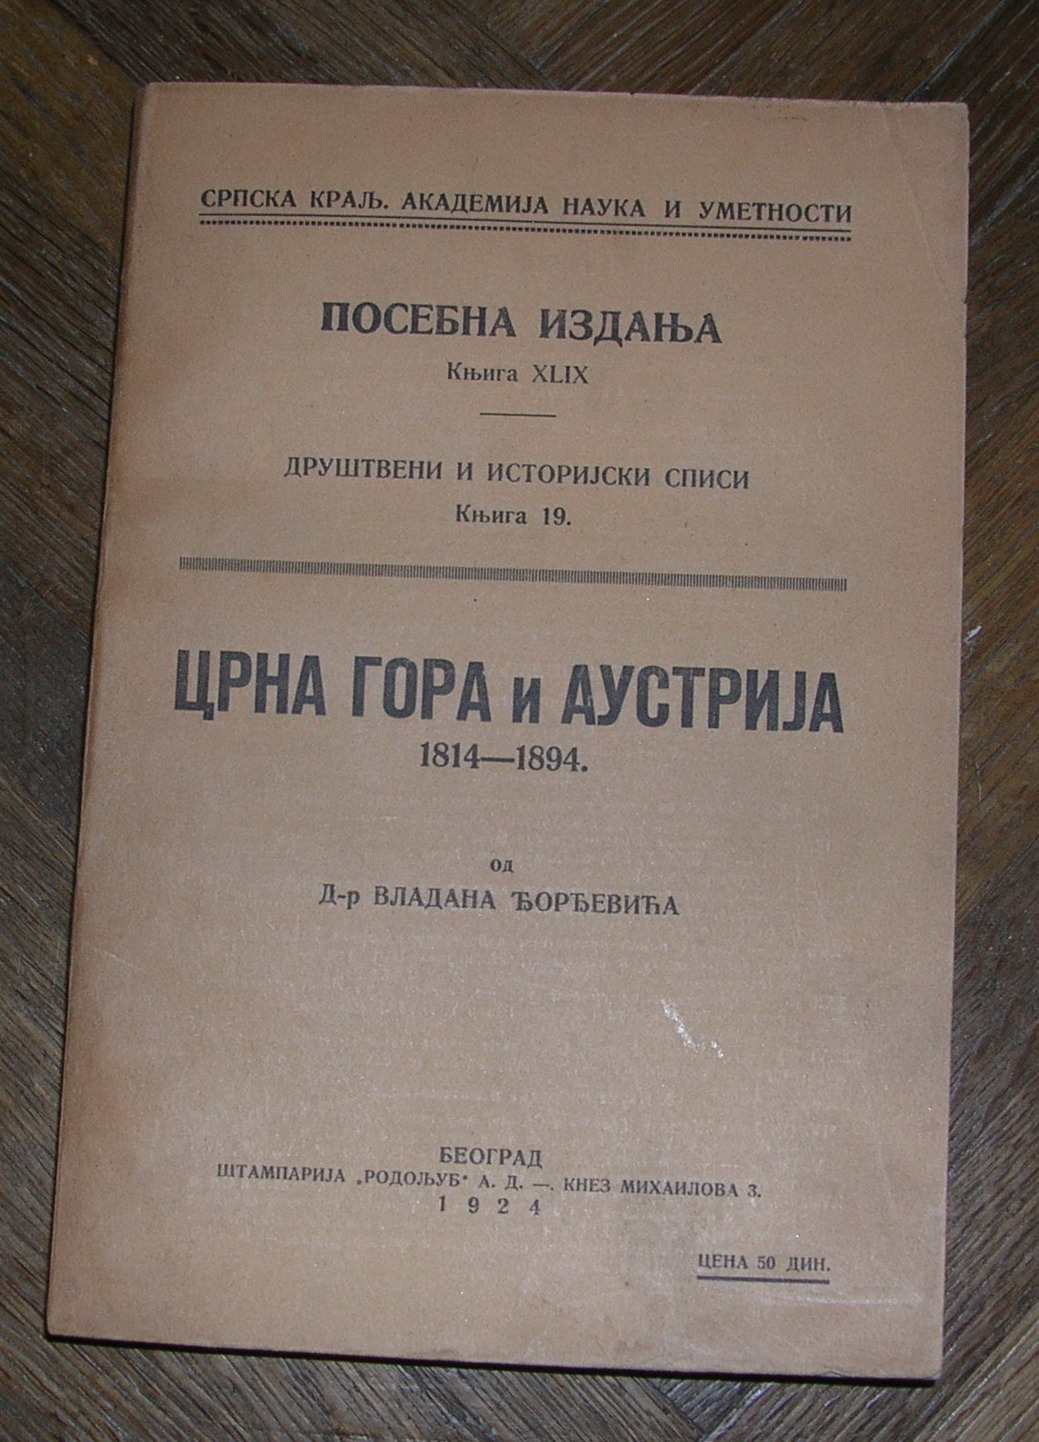 СРПСКА КРАЉ. АКАДЕМИЈА НАУКА И УМЕТНОСТИ
ПОСЕБНА ИЗДАЊА
Књига XLIX
ДРУШТВЕНИ И ИСТОРИЈСКИ СПИСИ
Књига 19.
ЦРНА ГОРА и АУСТРИЈА
1814—1894.
од
Д-р ВЛАДАНА ЂОРЂЕВИЋА
БЕОГРАД
ШТАМПАРИЈА „РОДОЉУБ“ А. Д. —. КНЕЗ МИХАИЛОВА 3.
1924
ЦЕНА 50 ДИН.